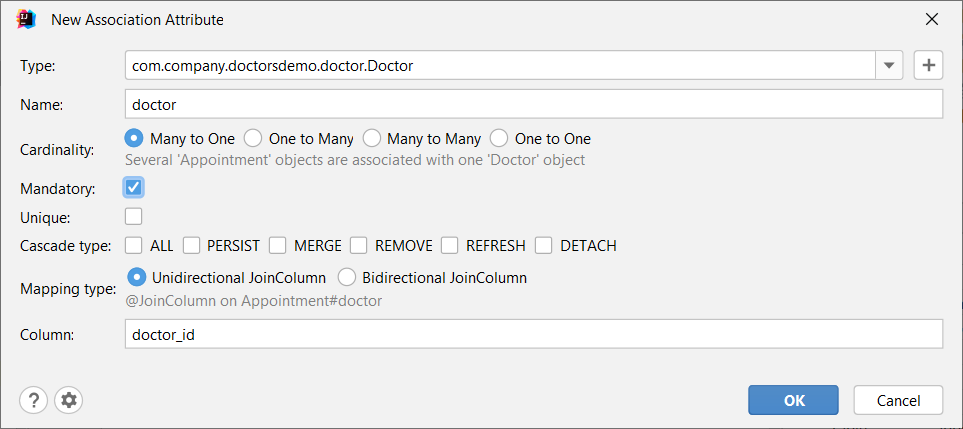 New Association Attribute
Type: com.company.doctorsdemo.doctor.Doctor
Name: doctor
Cardinality: Many to One One to Many Many to Many One to One
Several 'Appointment' objects are associated with one 'Doctor' object
Mandatory:
Unique:
Cascade type: ALL PERSIST MERGE REMOVE REFRESH DETACH
Mapping type: Unidirectional JoinColumn Bidirectional JoinColumn
@JoinColumn on Appointment#doctor
Column: doctor_id
? OK Cancel